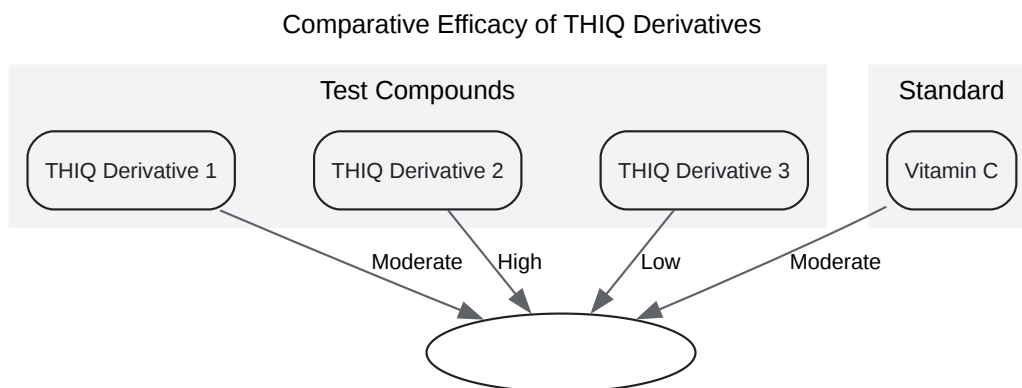 Comparative Efficacy of THIQ Derivatives
Test Compounds
Standard
THIQ Derivative 1
THIQ Derivative 2
THIQ Derivative 3
Vitamin C
Moderate
High
Low
Moderate